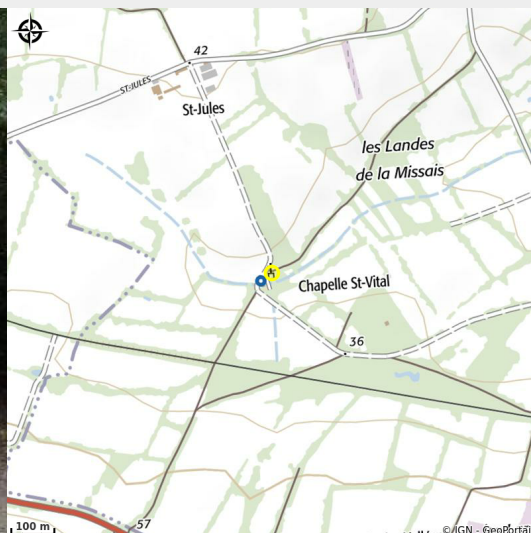 42
ST-JULES
St-Jules
les Landes
de la Missais
Chapelle St-Vital
36
57
100 m
© IGN - GeoPortail